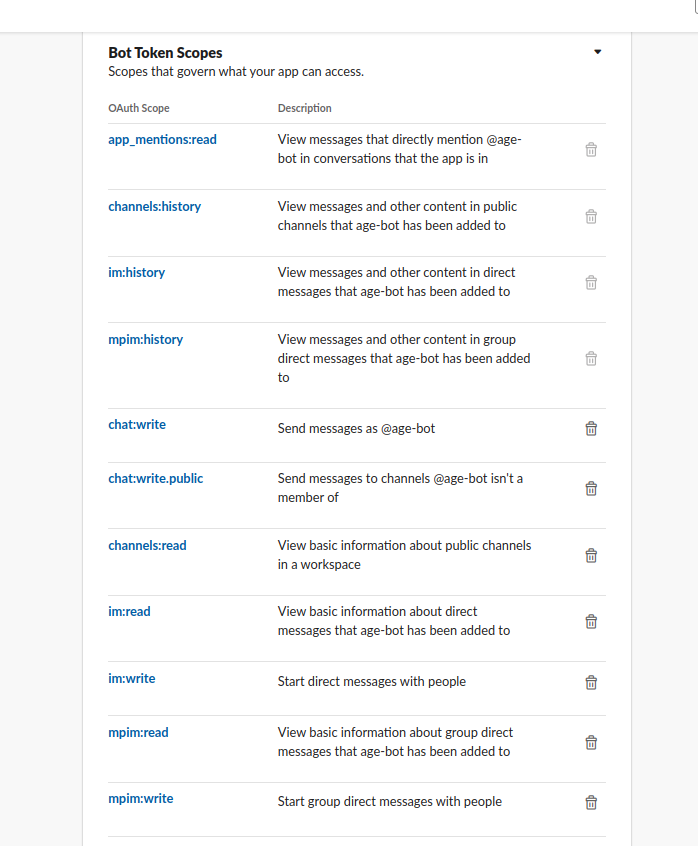 Bot Token Scopes
Scopes that govern what your app can access.
OAuth Scope Description
app_mentions:read View messages that directly mention @age-
bot in conversations that the app is in
channels:history View messages and other content in public
channels that age-bot has been added to
im:history View messages and other content in direct
messages that age-bot has been added to
mpim:history View messages and other content in group
direct messages that age-bot has been added
to
chat:write Send messages as @age-bot
chat:write.public Send messages to channels @age-bot isn't a
member of
channels:read View basic information about public channels
in a workspace
im:read View basic information about direct
messages that age-bot has been added to
im:write Start direct messages with people
mpim:read View basic information about group direct
messages that age-bot has been added to
mpim:write Start group direct messages with people